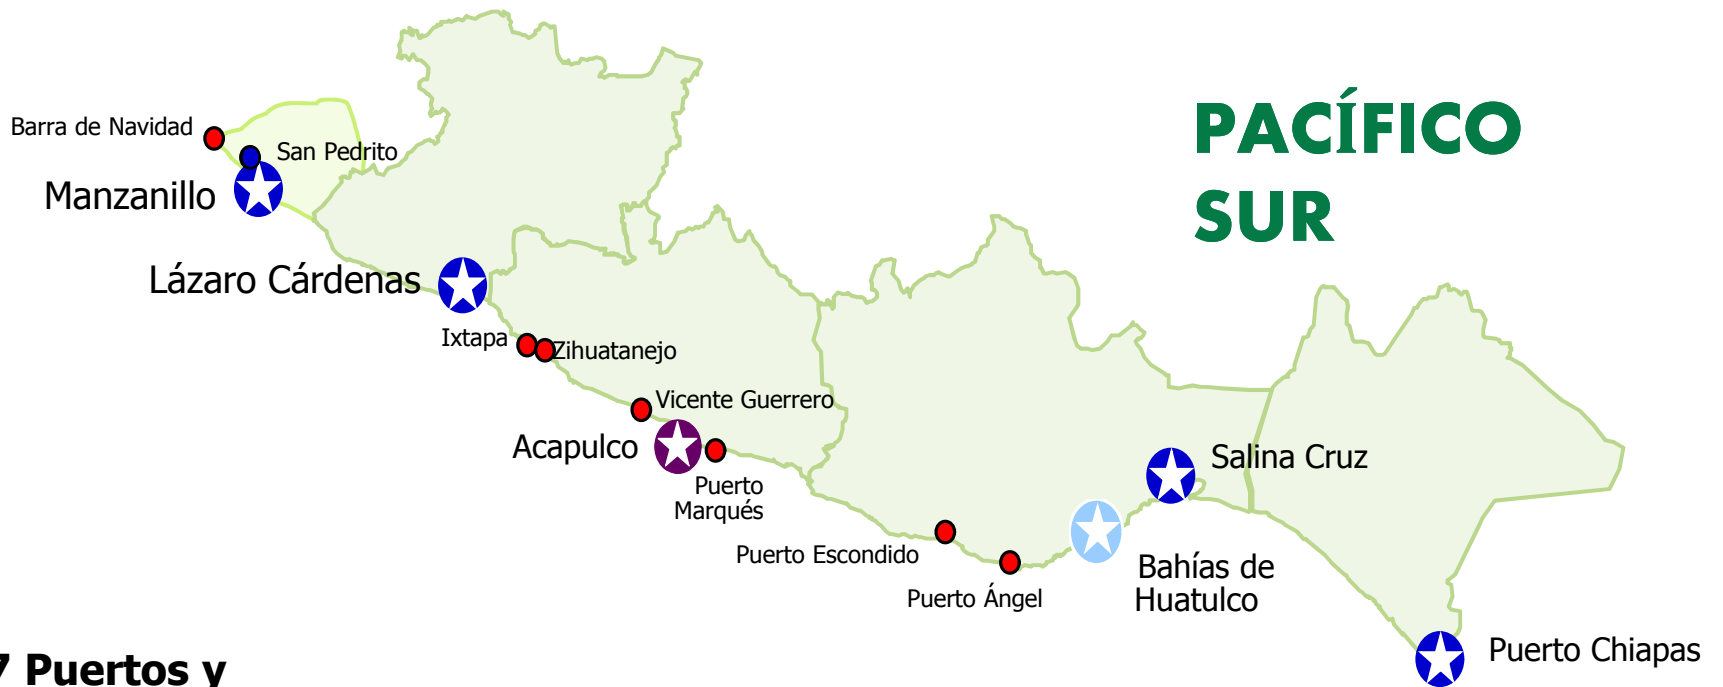 PACÍFICO
SUR
Barra de Navidad
San Pedrito
Manzanillo
Lázaro Cárdenas
Ixtapa
Zihuatanejo
Vicente Guerrero
Acapulco
Puerto
Marqués
Salina Cruz
Puerto Escondido
Bahías de
Huatulco
Puerto Ángel
Puerto Chiapas
7 Puertos y